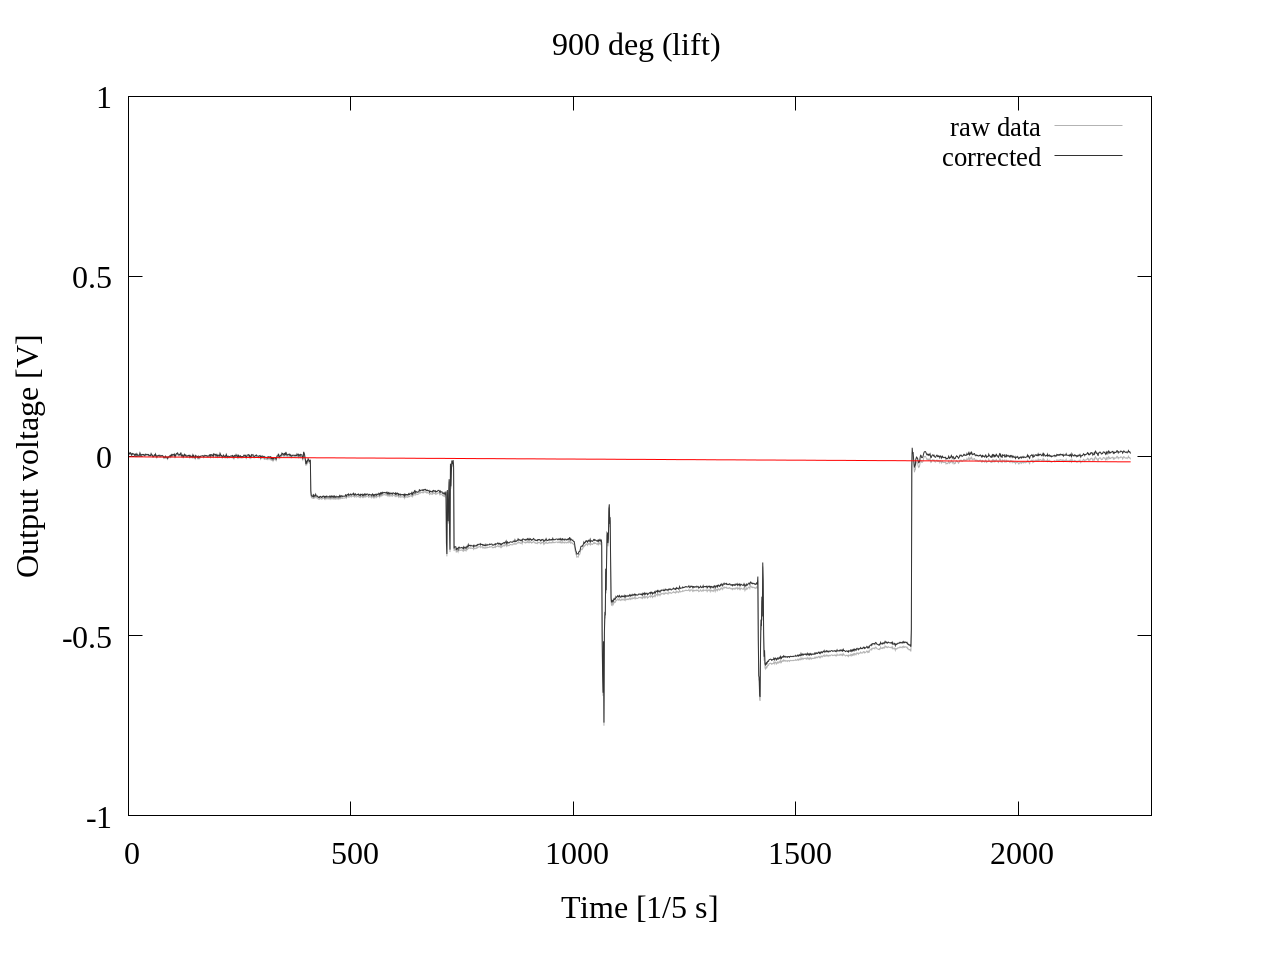 900 deg (lift)
raw data
corrected
1
0.5
0
-0.5
-1
Output voltage [V]
0 500 1000 1500 2000
Time [1/5 s]